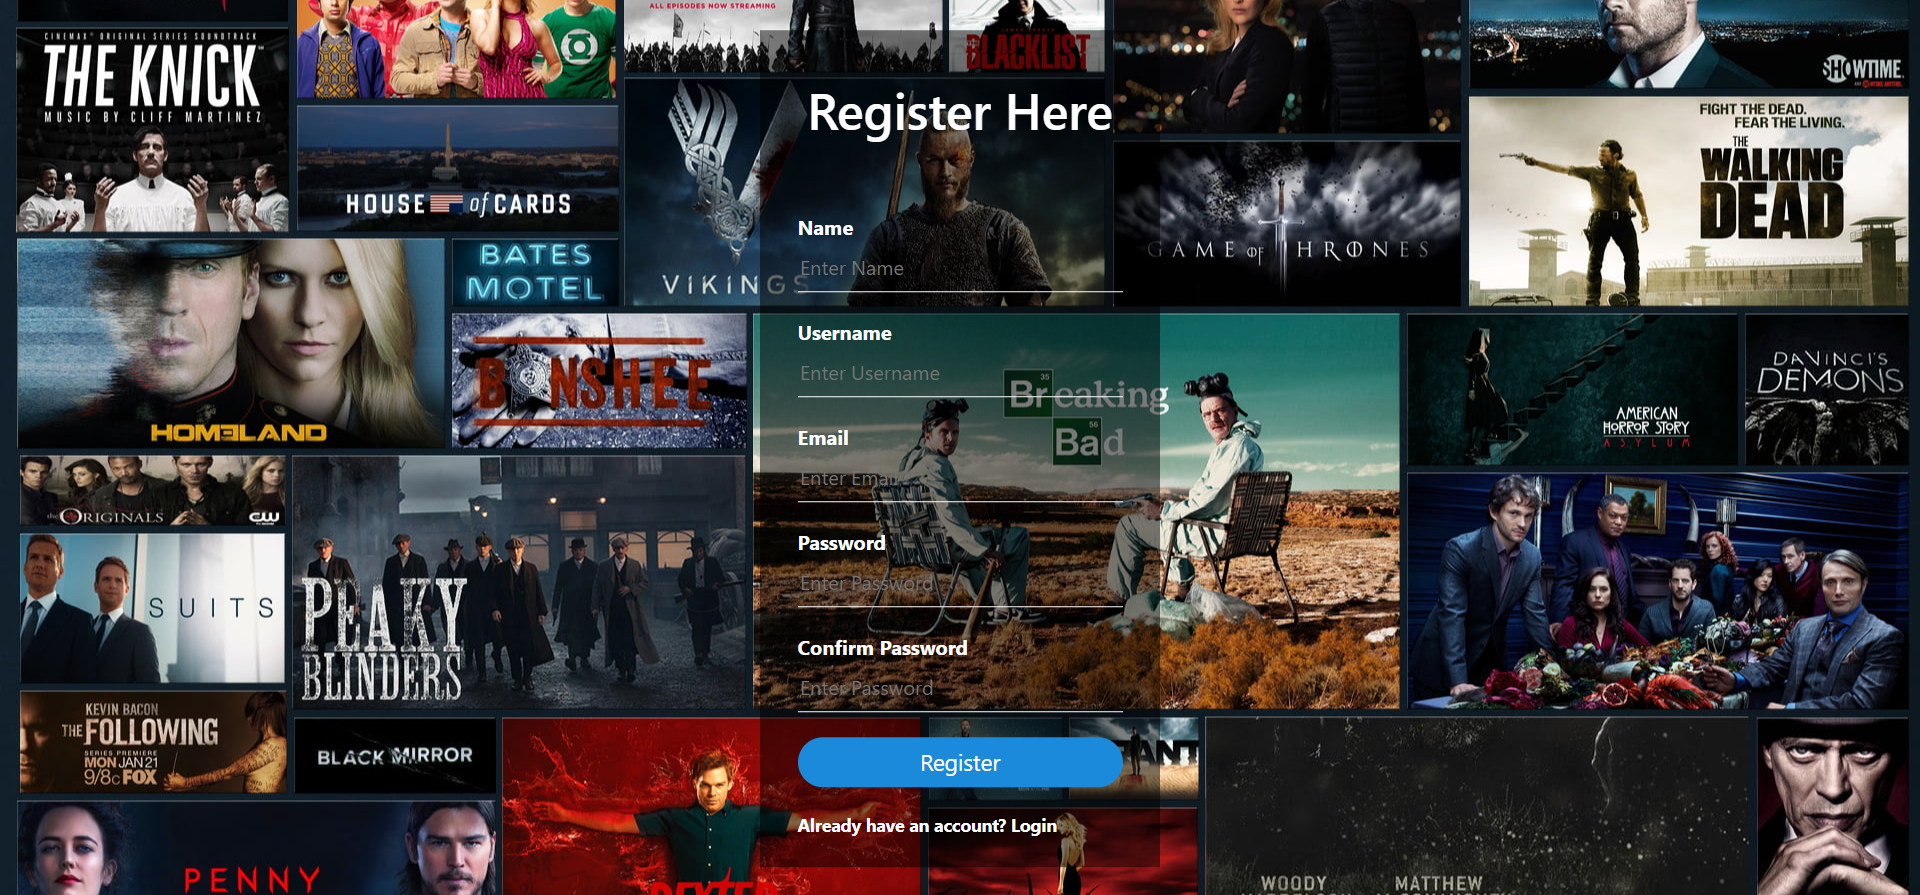 ALL EPISODES NOW STREAMING
CINEMAX ORIGINAL SERIES SOUNDTRACK
THE KNICK
MUSIC BY CLIFF MARTINEZ
BLACKLIST
SHOWTIME
FIGHT THE DEAD.
FEAR THE LIVING.
THE
WALKING
DEAD
HOUSE of CARDS
VIKINGS
GAME OF THRONES
BATES
MOTEL
HOMELAND
BANSHEE
35
Breaking
56
Bad
AMERICAN
HORROR STORY
ASYLUM
DAVINCI'S
DEMONS
the ORIGINALS
CW
SUITS
PEAKY
BLINDERS
KEVIN BACON
THE FOLLOWING
SERIES PREMIERE
MON JAN 21
9/8c FOX
BLACK MIRROR
PENNY
DEXTER
WOODY
MATTHEW
Register Here
Name
Enter Name
Username
Enter Username
Email
Enter Email
Password
Enter Password
Confirm Password
Enter Password
Register
Already have an account? Login